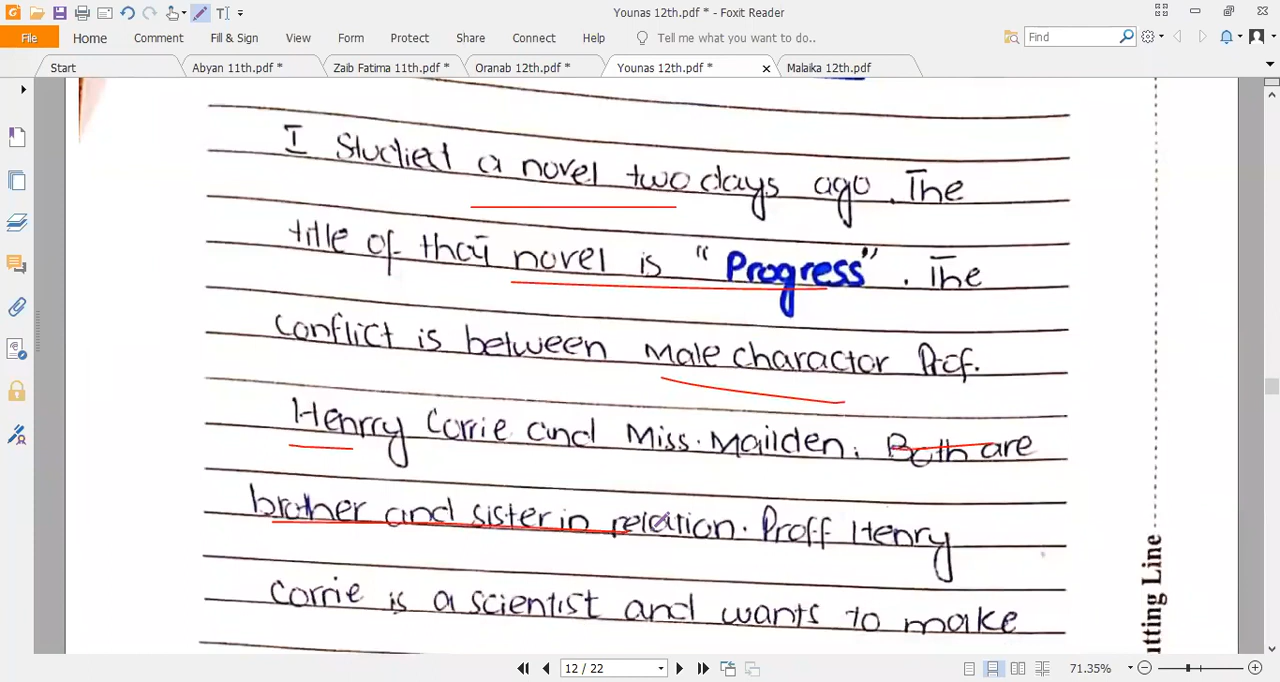 Younas 12th.pdf * - Foxit Reader
File Home Comment Fill & Sign View Form Protect Share Connect Help Tell me what you want to do.. Find
Start Abyan 11th.pdf * Zaib Fatima 11th.pdf * Oranab 12th.pdf * Younas 12th.pdf * Malaika 12th.pdf
I Studied a novel two days ago. The
title of that novel is "Progress". The
conflict is between male charactor Prof.
Henrry Corrie and Miss. Mailden. Both are
brother and sister in relation. Proff Henry
Corrie is a scientist and wants to make
utting Line
12 / 22 71.35%